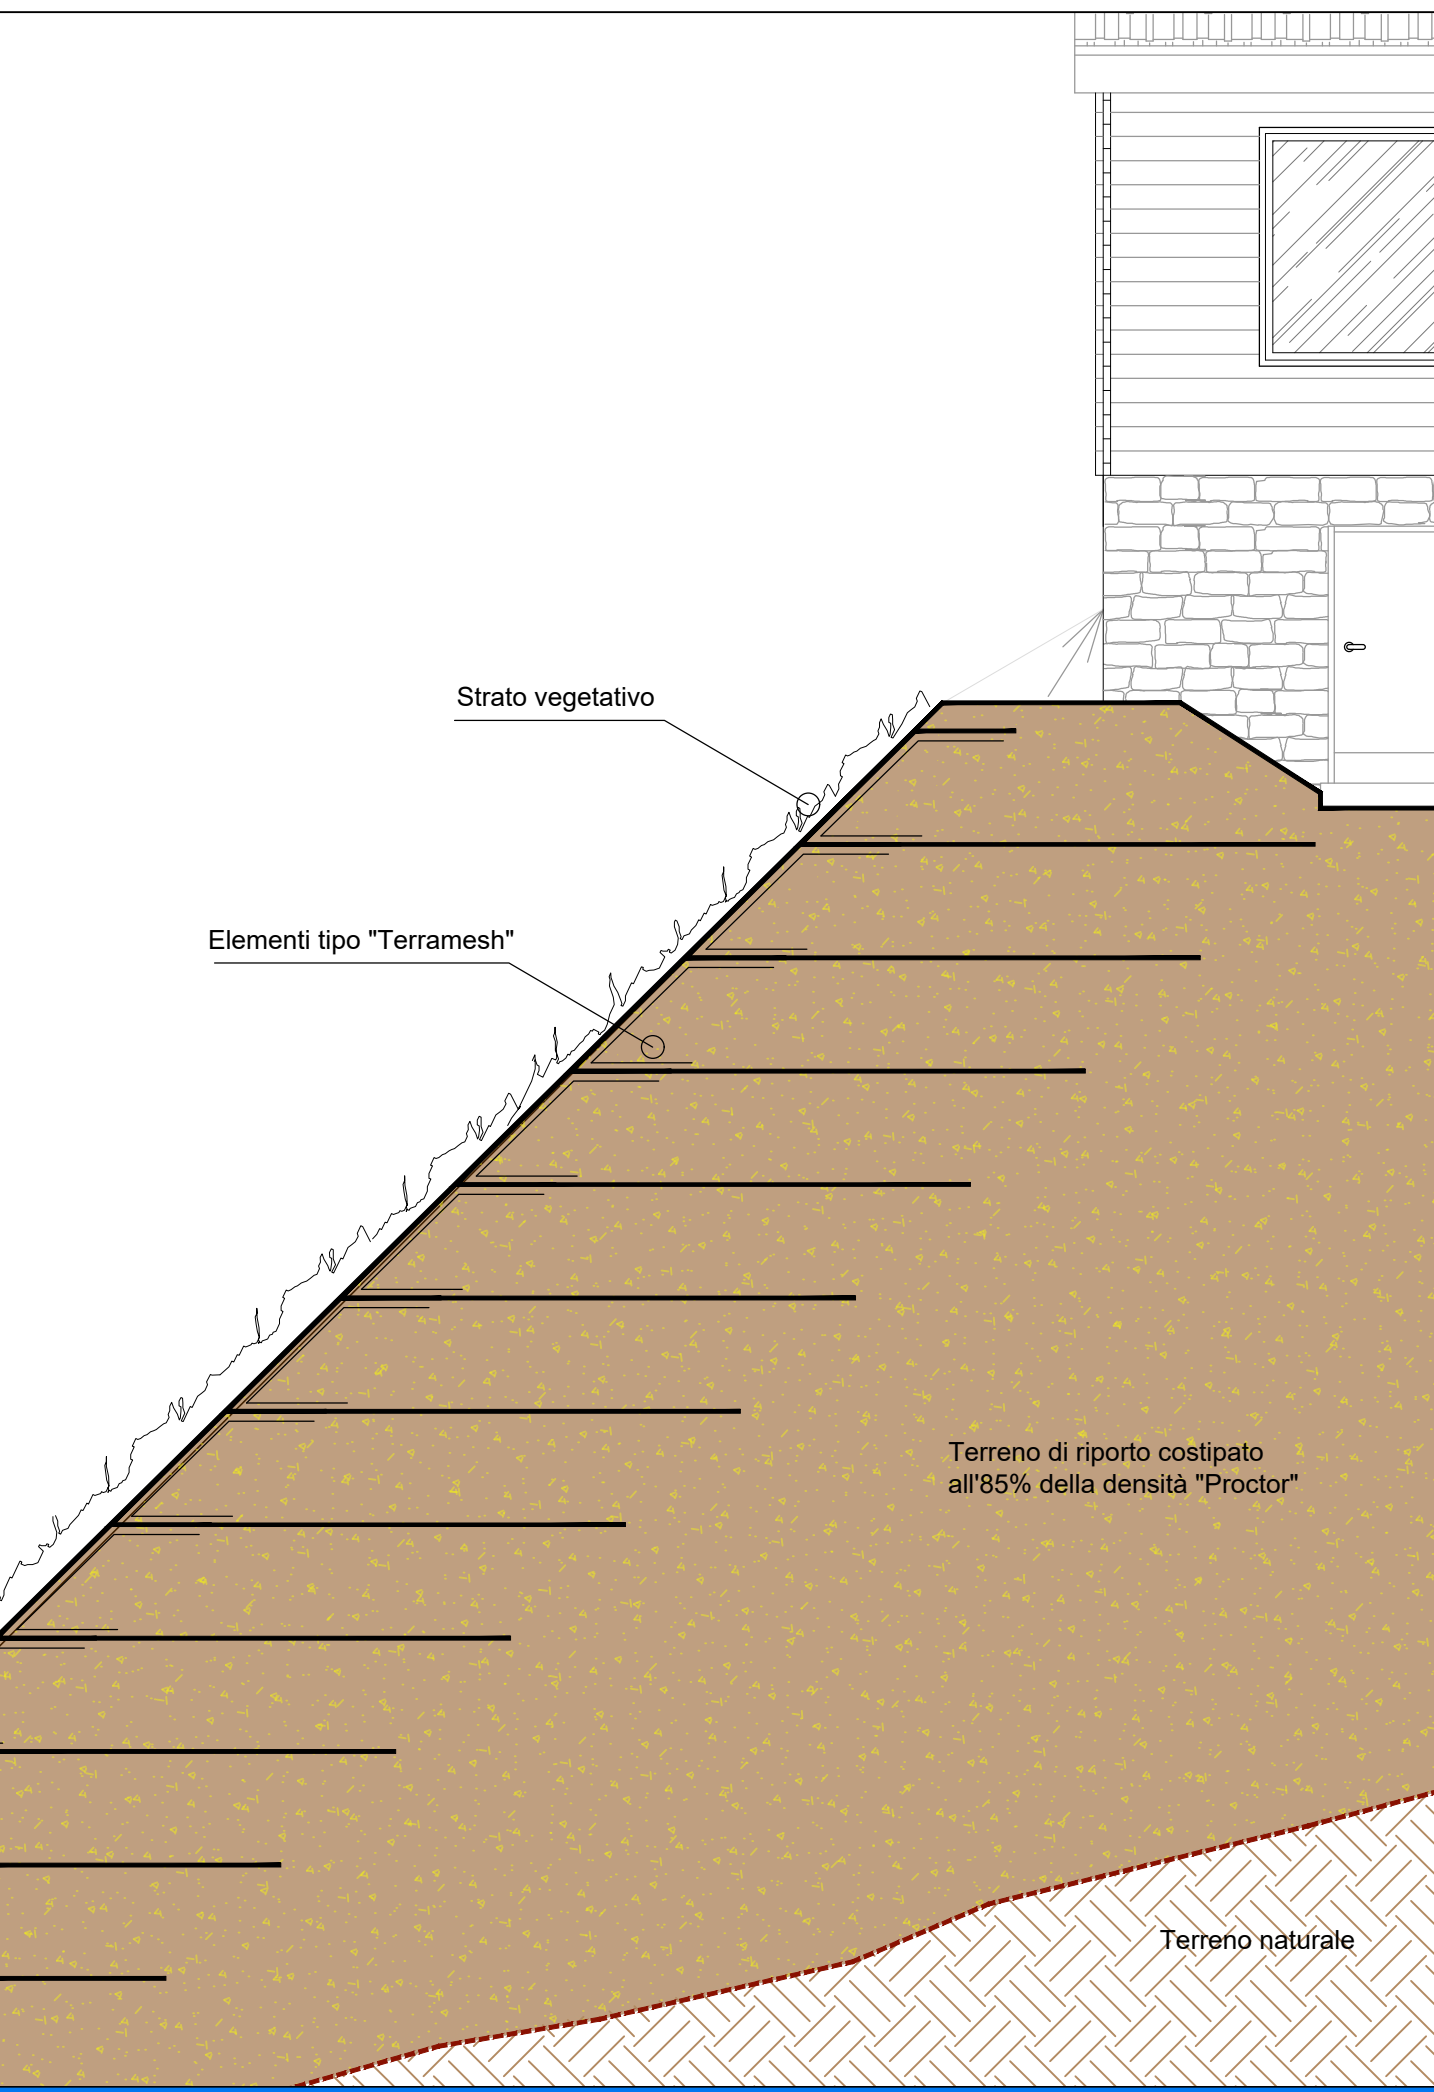 Strato vegetativo
Elementi tipo "Terramesh"
Terreno di riporto costipato
all'85% della densità "Proctor"
Terreno naturale